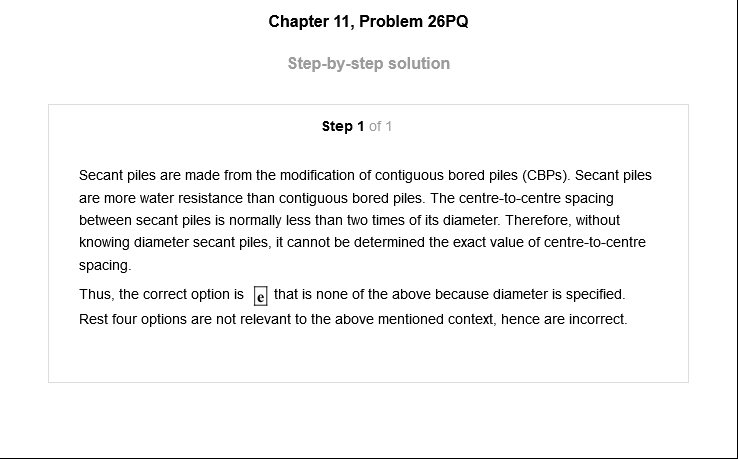 Chapter 11, Problem 26PQ
Step-by-step solution
Step 1 of 1
Secant piles are made from the modification of contiguous bored piles (CBPs). Secant piles
are more water resistance than contiguous bored piles. The centre-to-centre spacing
between secant piles is normally less than two times of its diameter. Therefore, without
knowing diameter secant piles, it cannot be determined the exact value of centre-to-centre
spacing.
Thus, the correct option is e that is none of the above because diameter is specified.
Rest four options are not relevant to the above mentioned context, hence are incorrect.